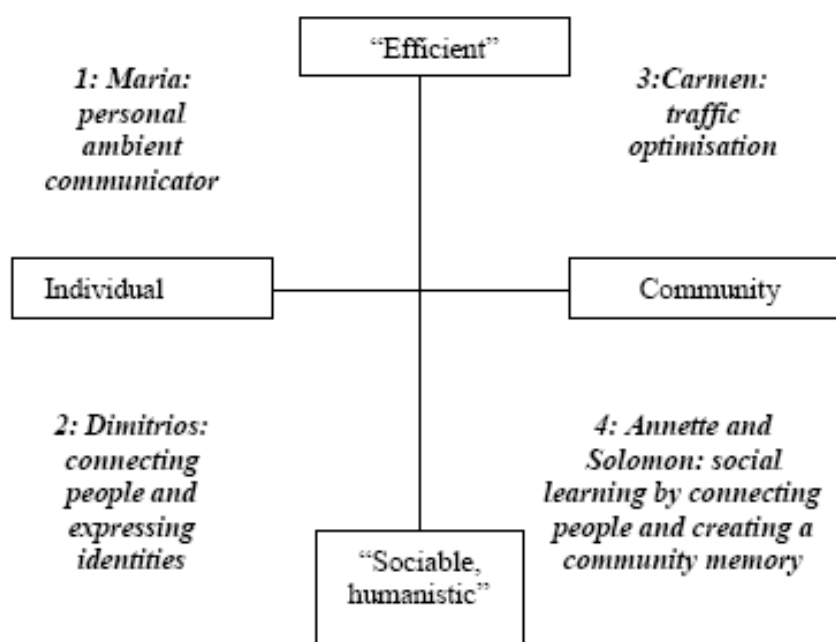 “Efficient”
1: Maria:
personal
ambient
communicator
3:Carmen:
traffic
optimisation
Individual
Community
2: Dimitrios:
connecting
people and
expressing
identities
4: Annette and
Solomon: social
learning by connecting
people and creating a
community memory
“Sociable,
humanistic”